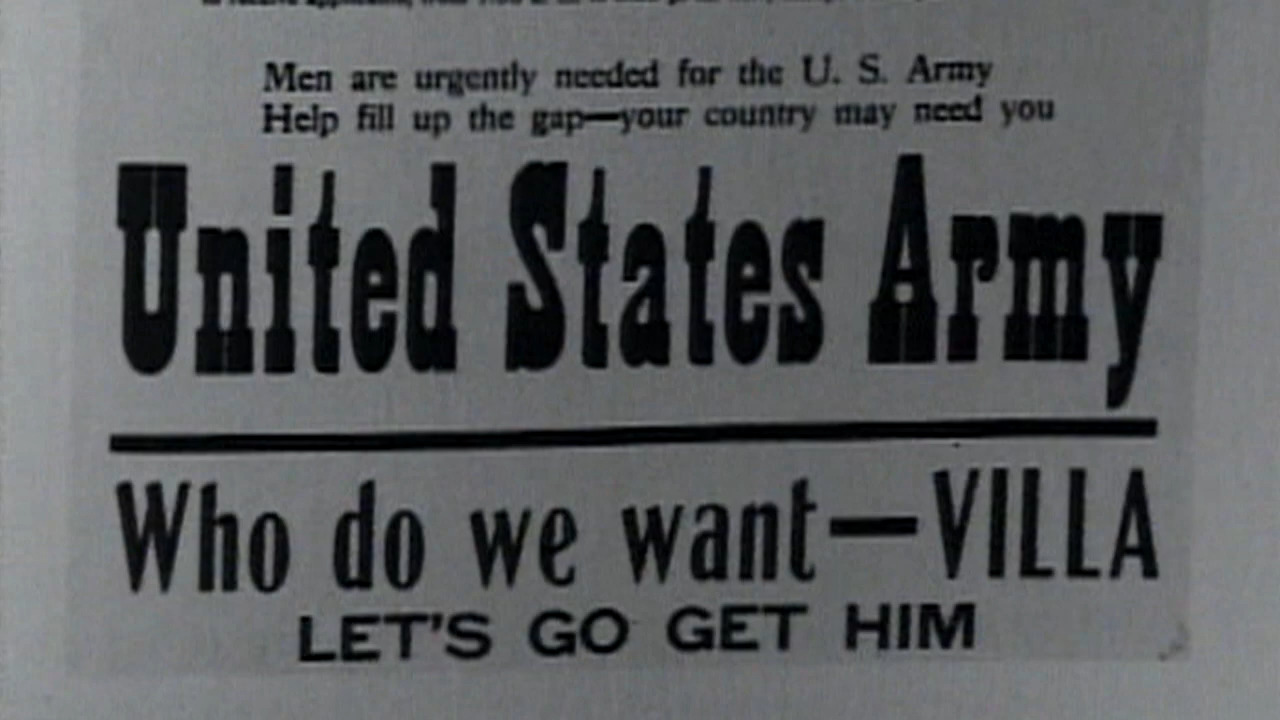 Men are urgently needed for the U. S. Army
Help fill up the gap—your country may need you
United States Army
Who do we want—VILLA
LET'S GO GET HIM